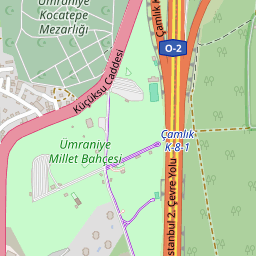 Ümraniye
Kocatepe
Mezarlığı
Çamlık K
O-2
Küçüksu Caddesi
Ümraniye
Millet Bahçesi
Çamlık
K-8-1
İstanbul 2. Çevre Yolu